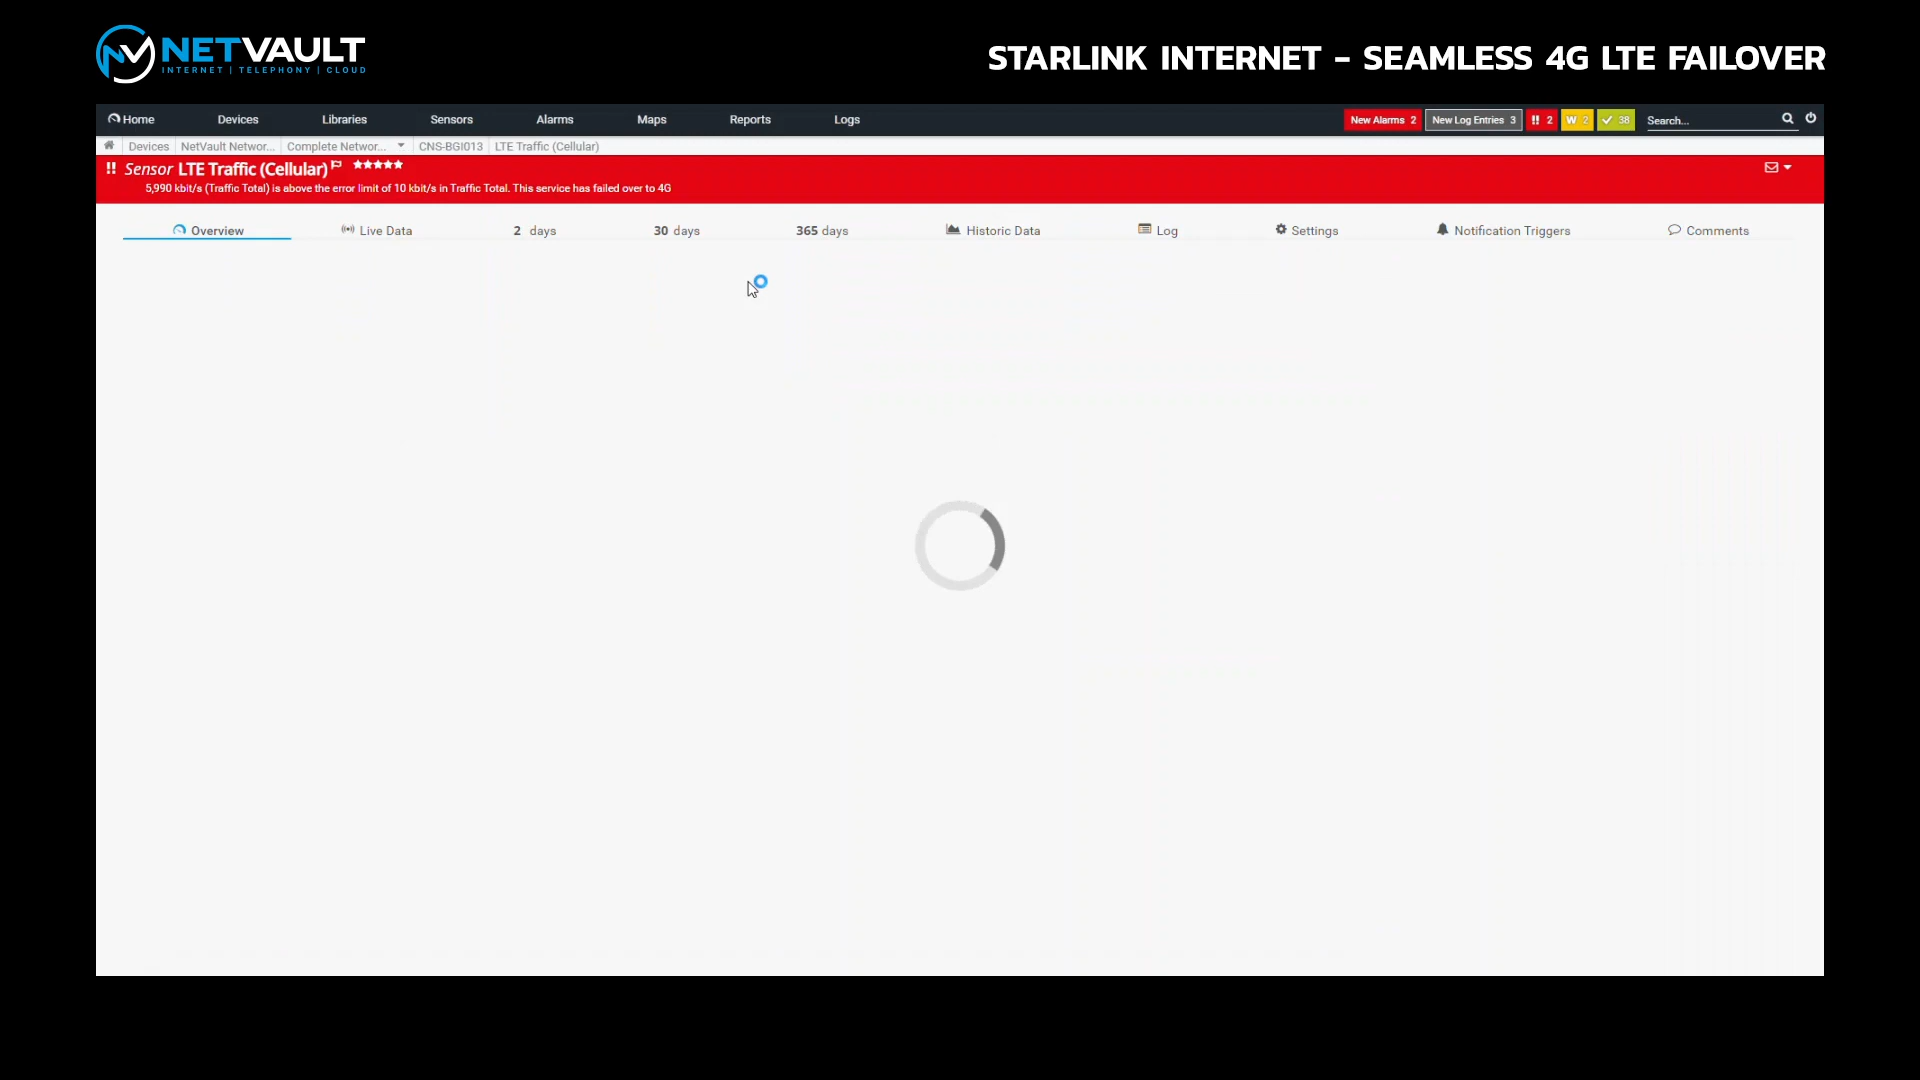 NETVAULT
INTERNET | TELEPHONY | CLOUD
STARLINK INTERNET – SEAMLESS 4G LTE FAILOVER
Home Devices Libraries Sensors Alarms Maps Reports Logs New Alarms 2 New Log Entries 3 !! 2 W 2 38 Search...
Devices NetVault Networ... Complete Networ... CNS-BGI013 LTE Traffic (Cellular)
!! Sensor LTE Traffic (Cellular)
5,990 kbit/s (Traffic Total) is above the error limit of 10 kbit/s in Traffic Total. This service has failed over to 4G
Overview Live Data 2 days 30 days 365 days Historic Data Log Settings Notification Triggers Comments